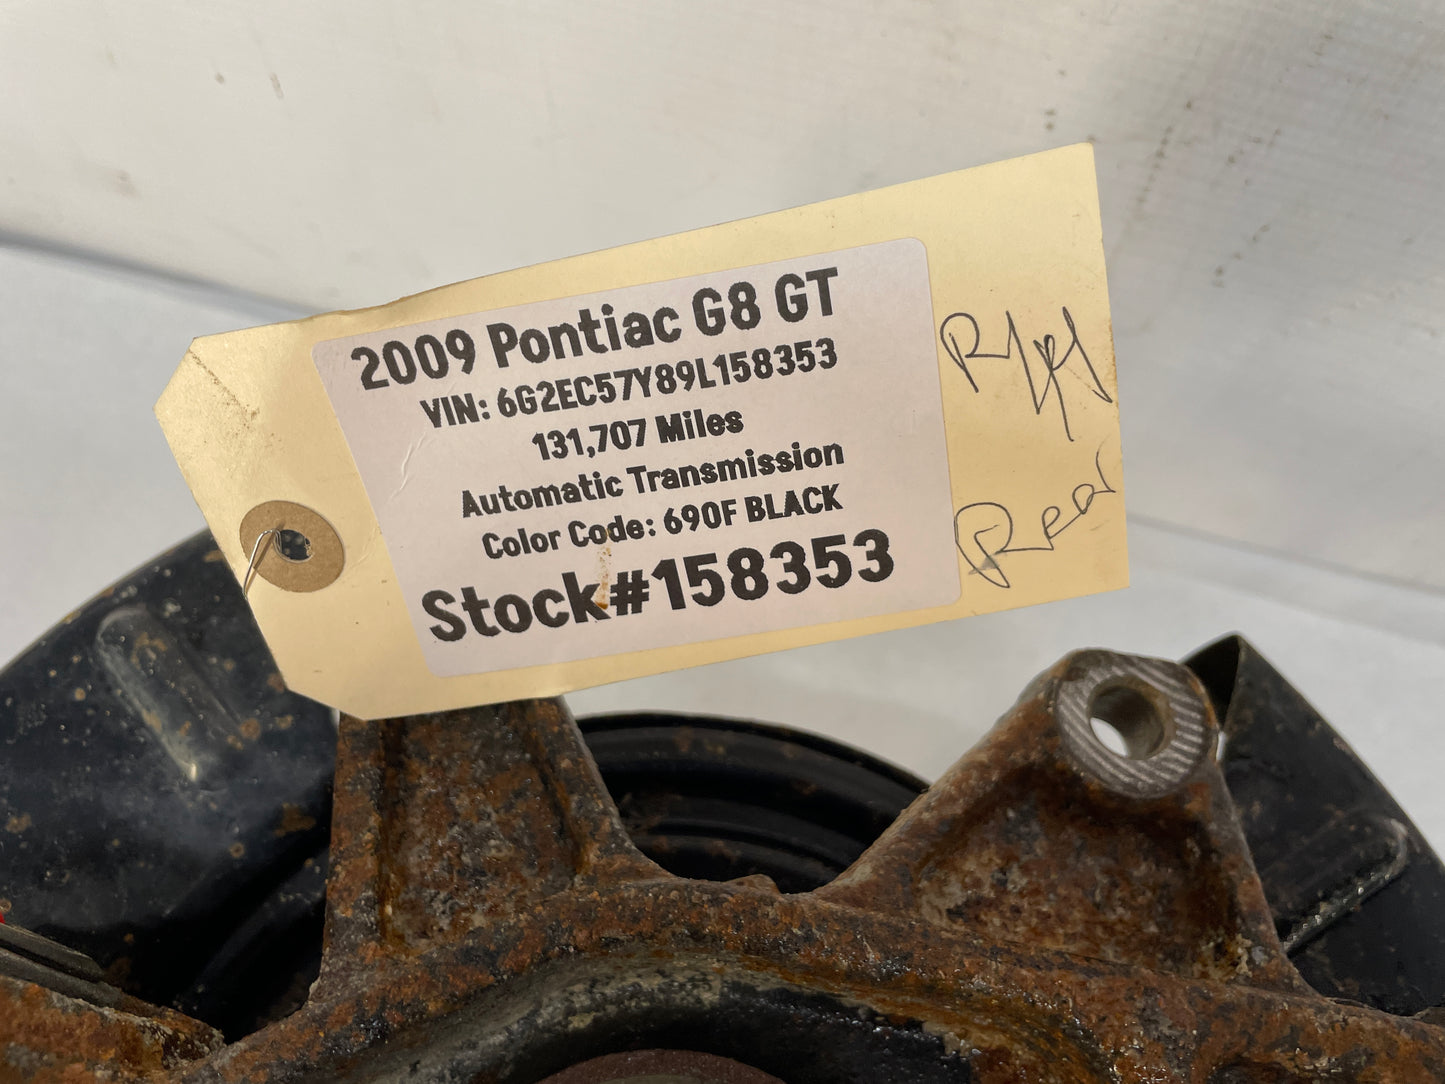 2009 Pontiac G8 GT
VIN: 6G2EC57Y89L158353
131,707 Miles
Automatic Transmission
Color Code: 690F BLACK
Stock#158353
R/H
Rear